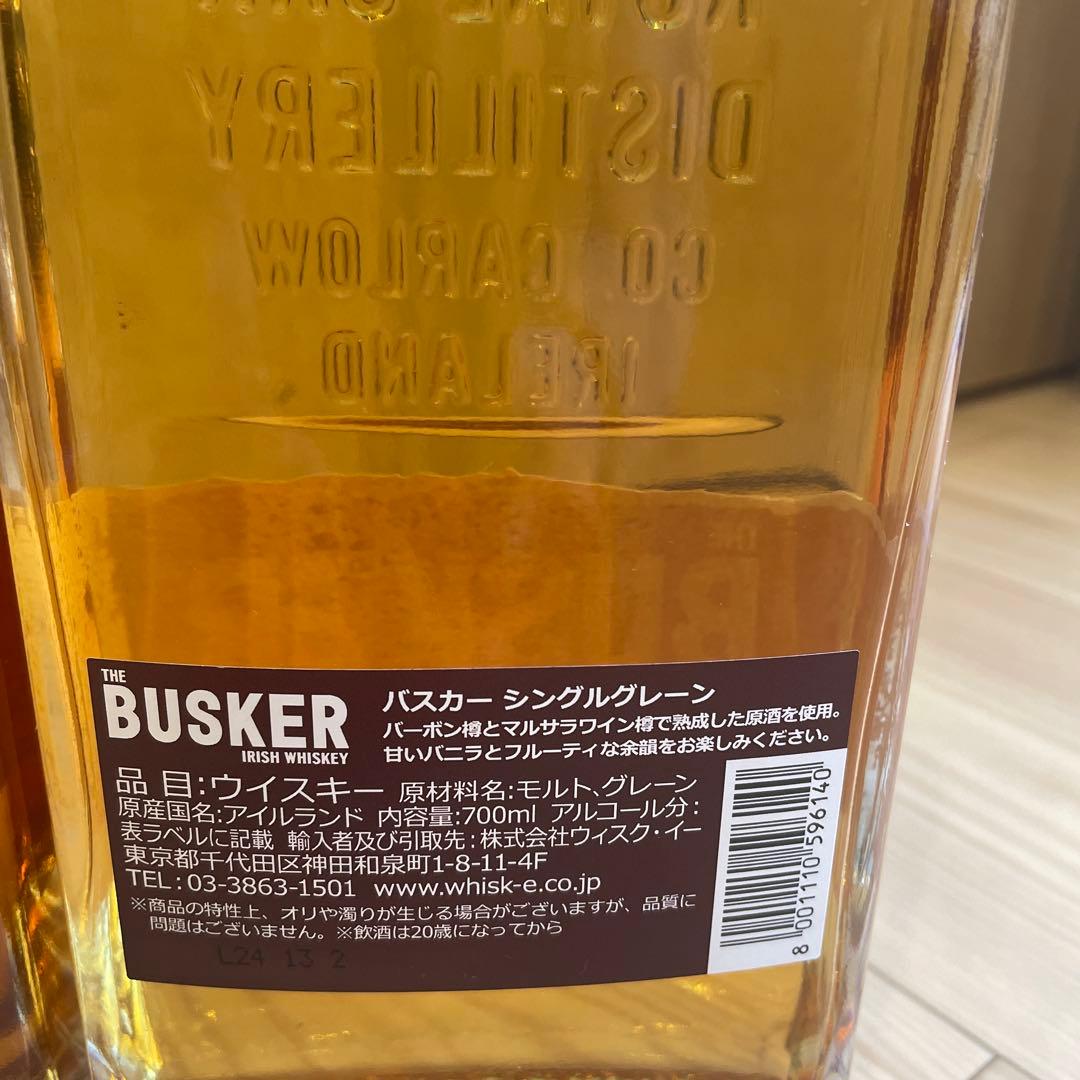 ROYAL OAK
DISTILLERY
CO. CARLOW
IRELAND
THE
BUSKER
IRISH WHISKEY
バスカー シングルグレーン
バーボン樽とマルサラワイン樽で熟成した原酒を使用。
甘いバニラとフルーティな余韻をお楽しみください。
品 目:ウイスキー 原材料名:モルト、グレーン
原産国名:アイルランド 内容量:700ml アルコール分:
表ラベルに記載 輸入者及び引取先:株式会社ウィスク・イー
東京都千代田区神田和泉町1-8-11-4F
TEL:03-3863-1501 www.whisk-e.co.jp
※商品の特性上、オリや濁りが生じる場合がございますが、品質に
問題はございません。※飲酒は20歳になってから
L24 13 2
8 001110 596140